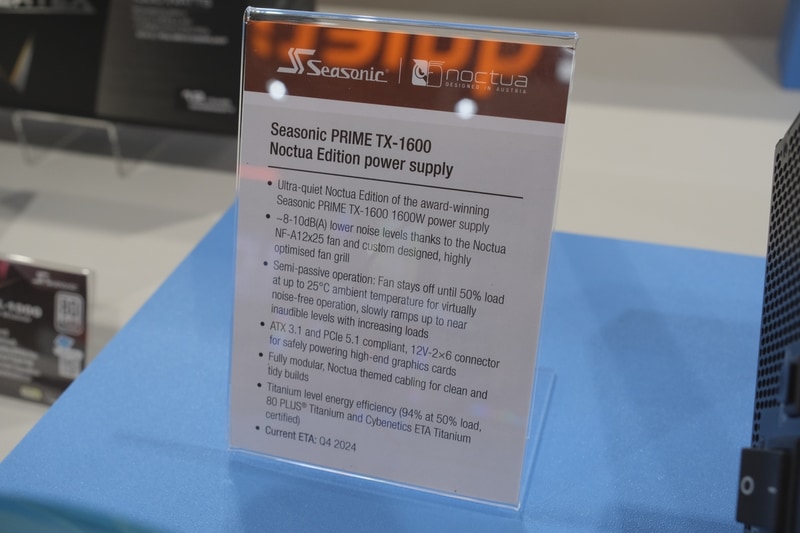 SEASONIC | noctua
DESIGNED IN AUSTRIA
Seasonic PRIME TX-1600
Noctua Edition power supply
• Ultra-quiet Noctua Edition of the award-winning
Seasonic PRIME TX-1600 1600W power supply
• ~8-10dB(A) lower noise levels thanks to the Noctua
NF-A12x25 fan and custom designed, highly
optimised fan grill
• Semi-passive operation: Fan stays off until 50% load
at up to 25°C ambient temperature for virtually
noise-free operation, slowly ramps up to near
inaudible levels with increasing loads
• ATX 3.1 and PCIe 5.1 compliant, 12V-2×6 connector
for safely powering high-end graphics cards
• Fully modular, Noctua themed cabling for clean and
tidy builds
• Titanium level energy efficiency (94% at 50% load,
80 PLUS® Titanium and Cybenetics ETA Titanium
certified)
• Current ETA: Q4 2024